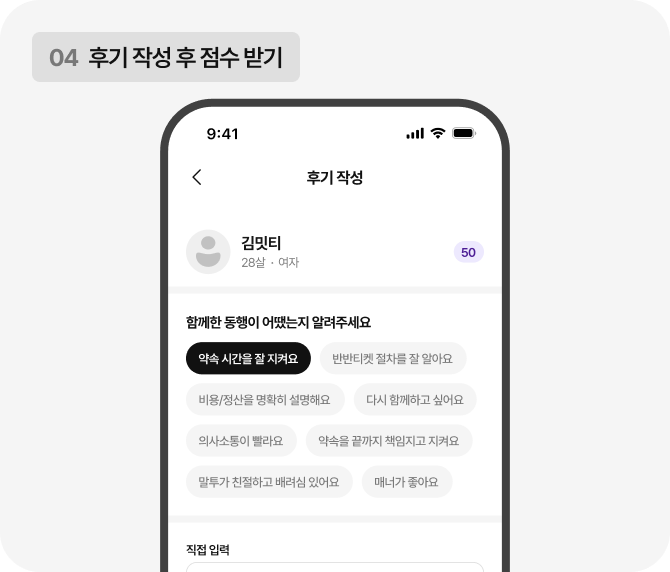 04 후기 작성 후 점수 받기
9:41
후기 작성
김밋티
50
28살 · 여자
함께한 동행이 어땠는지 알려주세요
약속 시간을 잘 지켜요 반반티켓 절차를 잘 알아요
비용/정산을 명확히 설명해요 다시 함께하고 싶어요
의사소통이 빨라요 약속을 끝까지 책임지고 지켜요
말투가 친절하고 배려심 있어요 매너가 좋아요
직접 입력